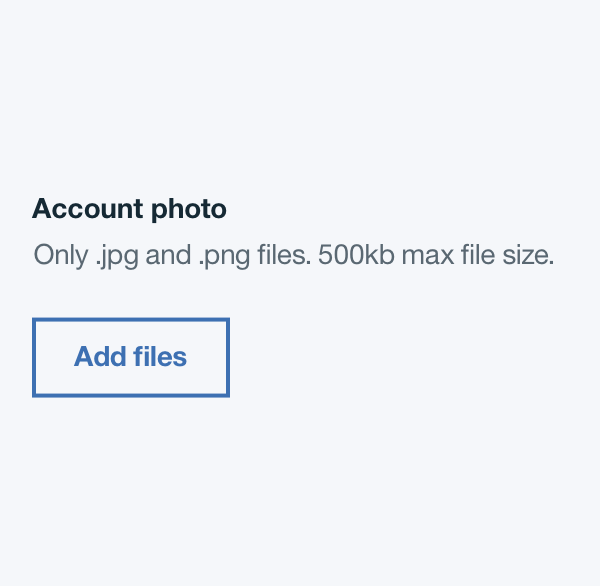 Account photo
Only .jpg and .png files. 500kb max file size.
Add files